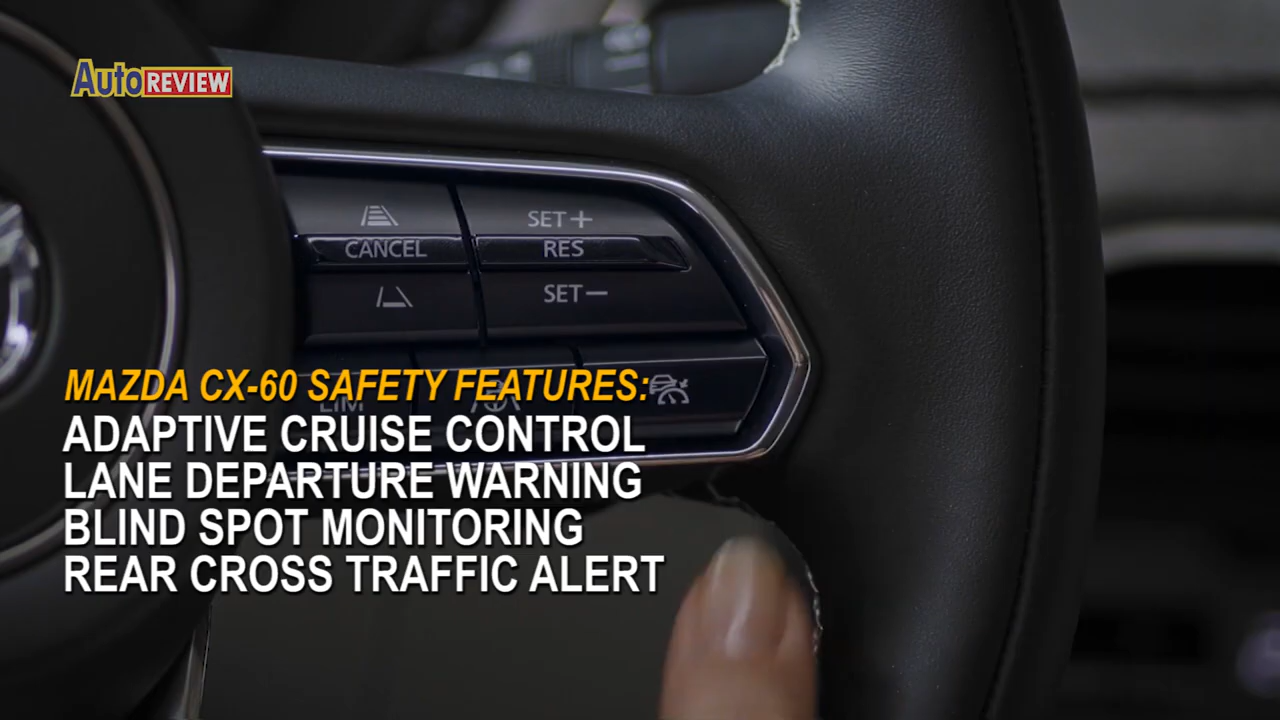 AutoREVIEW
SET+
CANCEL
RES
SET−
MAZDA CX-60 SAFETY FEATURES:
LIM
ADAPTIVE CRUISE CONTROL
LANE DEPARTURE WARNING
BLIND SPOT MONITORING
REAR CROSS TRAFFIC ALERT